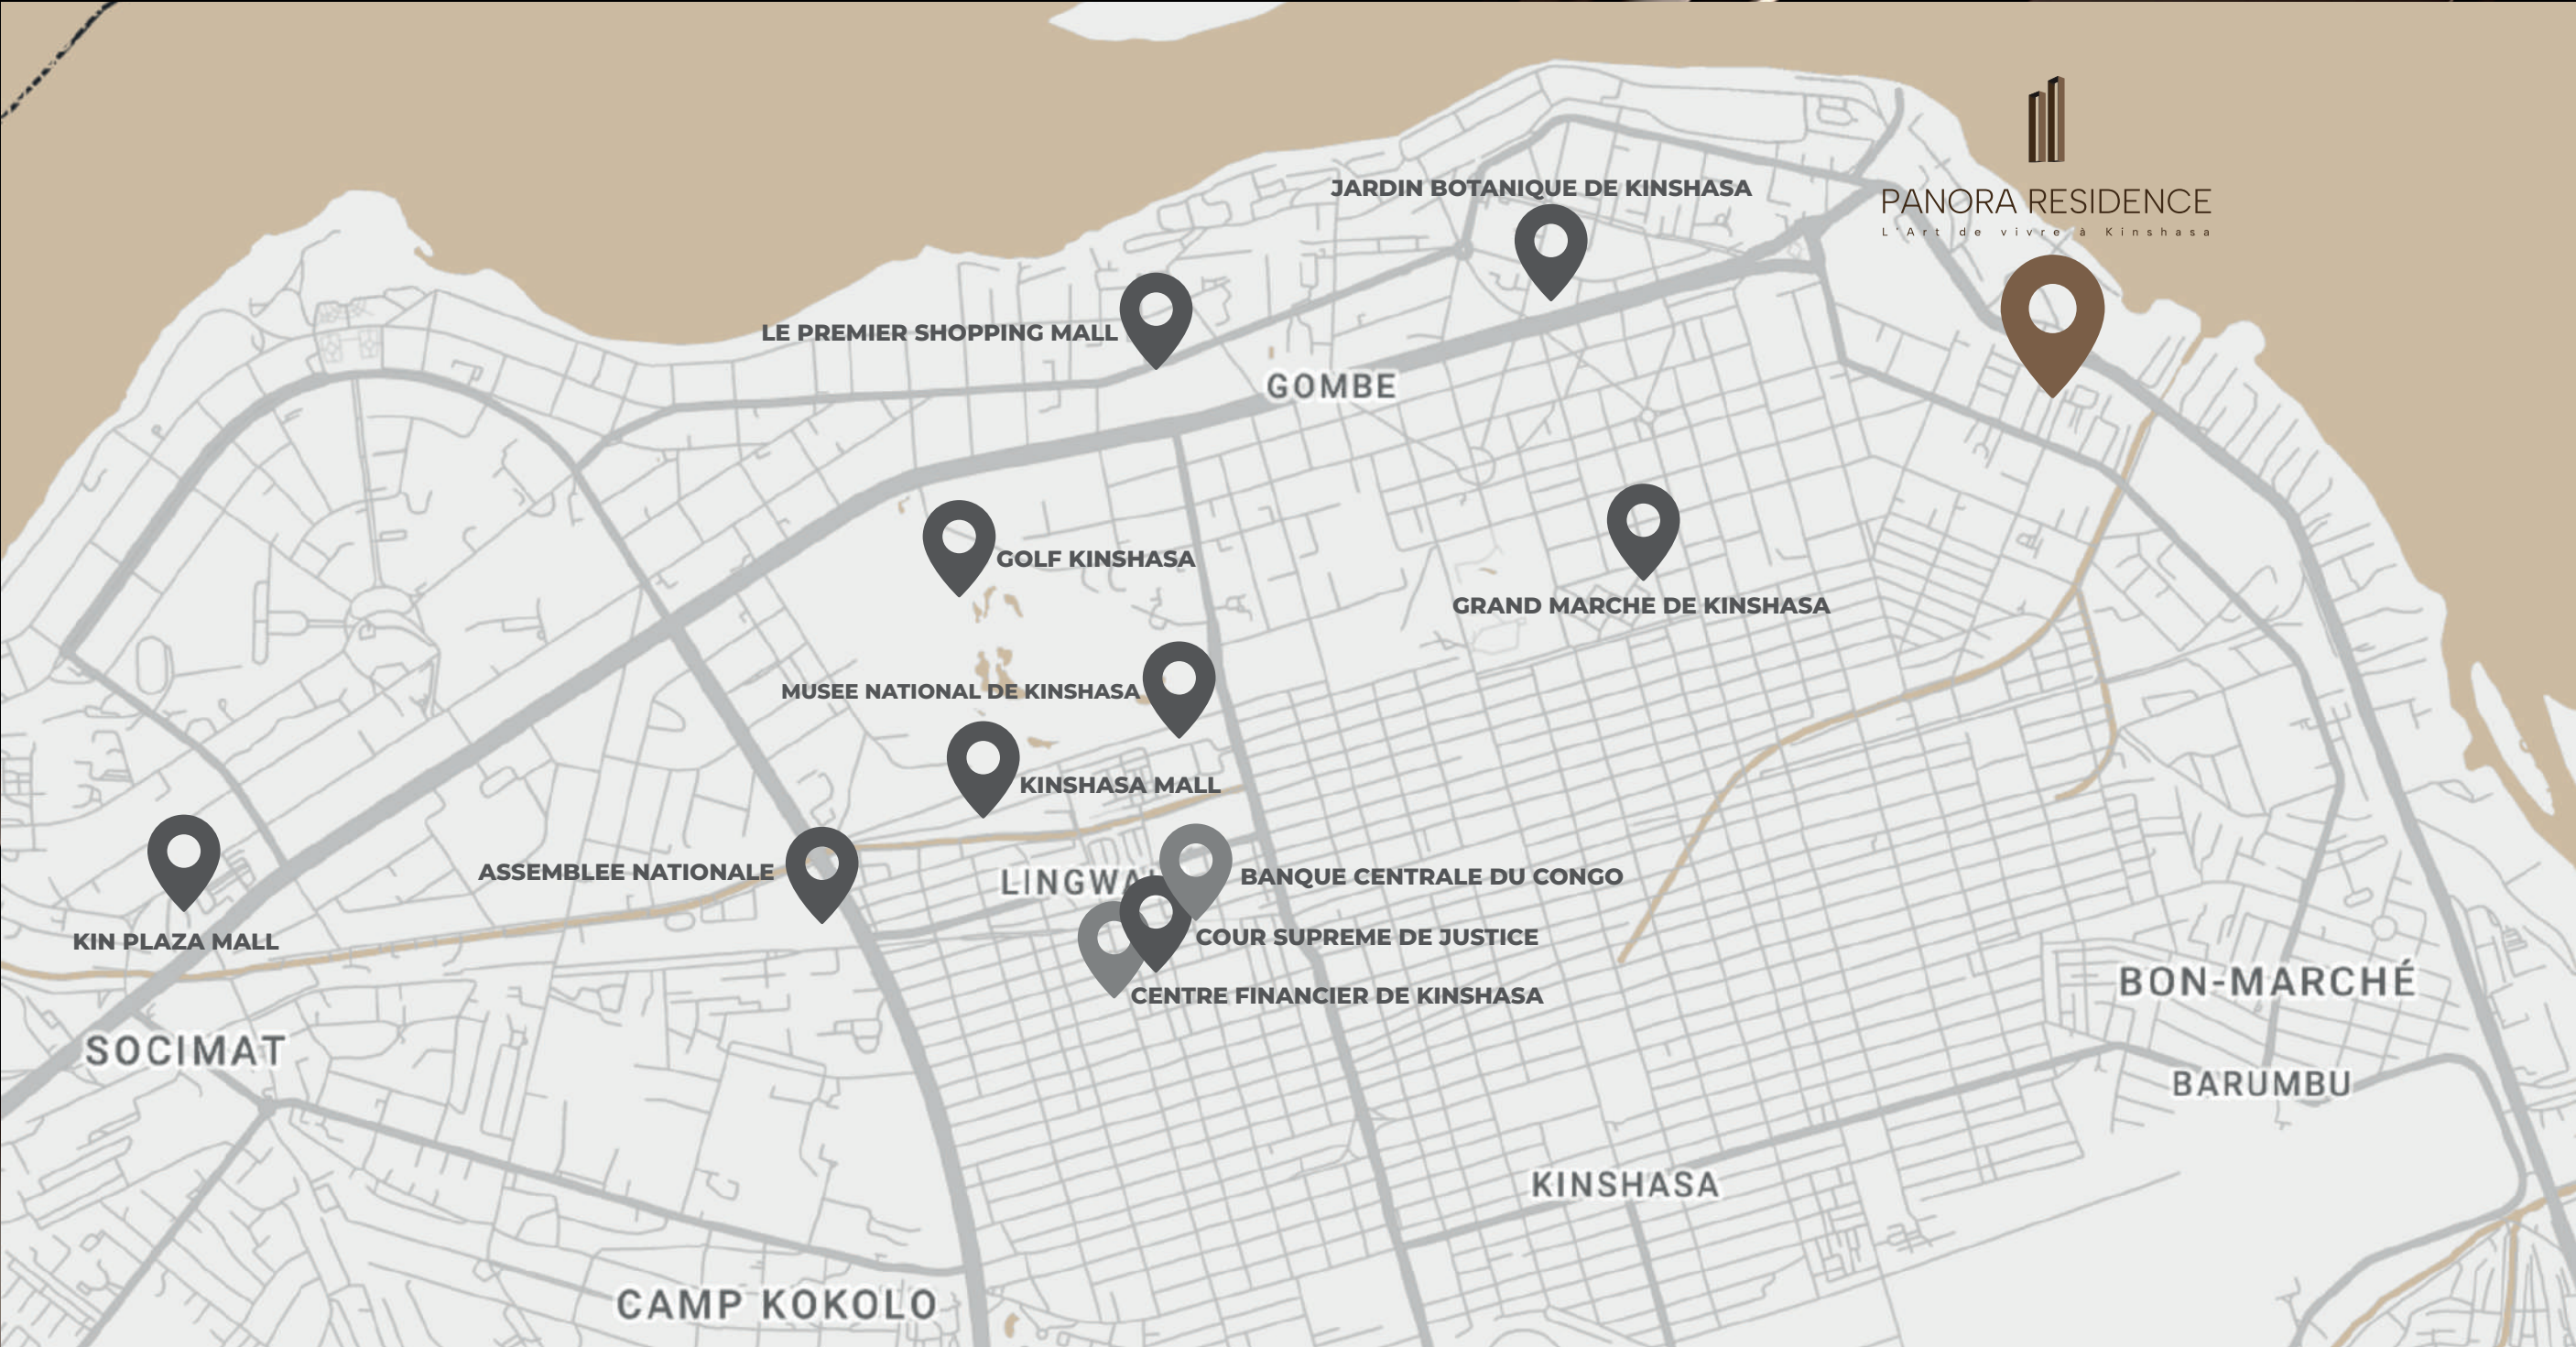 JARDIN BOTANIQUE DE KINSHASA
PANORA RESIDENCE
L'Art de vivre à Kinshasa
LE PREMIER SHOPPING MALL
GOMBE
GOLF KINSHASA
GRAND MARCHE DE KINSHASA
MUSEE NATIONAL DE KINSHASA
KINSHASA MALL
ASSEMBLEE NATIONALE
LINGWA
BANQUE CENTRALE DU CONGO
KIN PLAZA MALL
COUR SUPREME DE JUSTICE
CENTRE FINANCIER DE KINSHASA
BON-MARCHÉ
SOCIMAT
BARUMBU
KINSHASA
CAMP KOKOLO